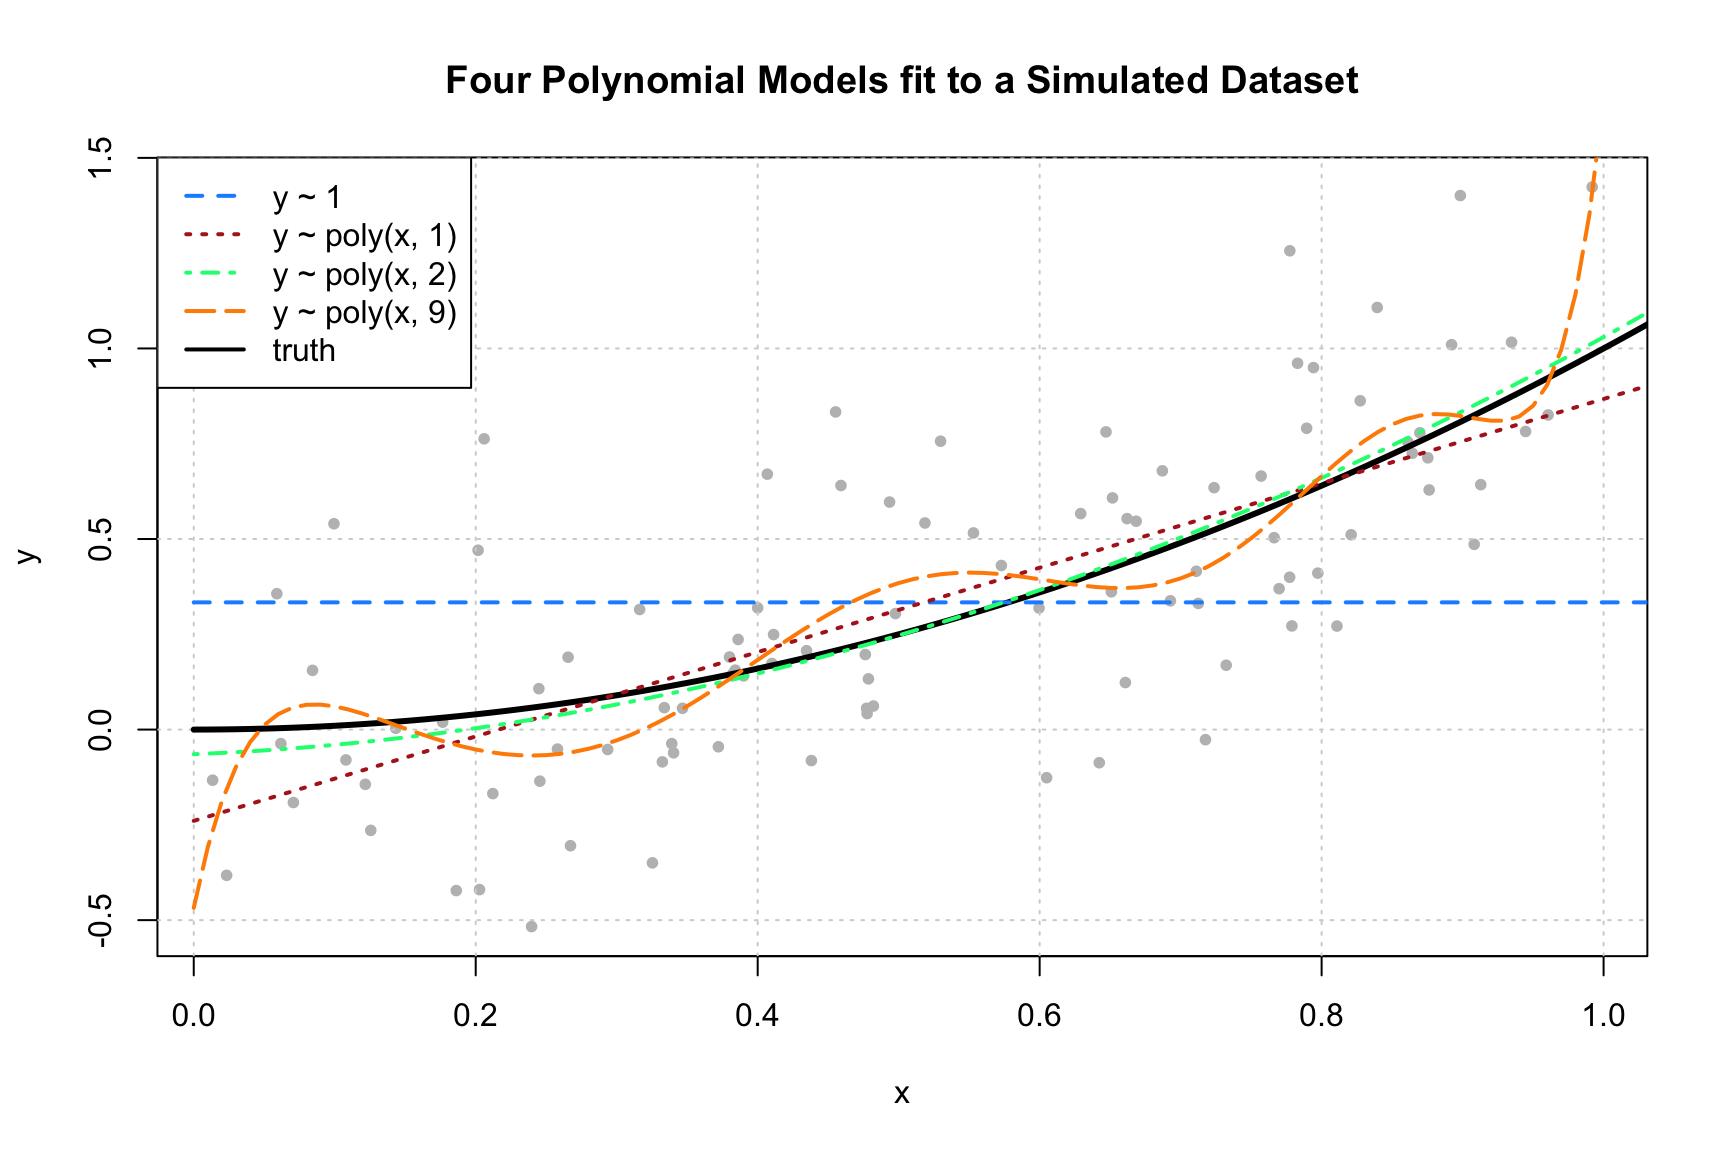 Four Polynomial Models fit to a Simulated Dataset
y ~ 1
y ~ poly(x, 1)
y ~ poly(x, 2)
y ~ poly(x, 9)
truth
1.5
1.0
0.5
0.0
-0.5
y
0.0 0.2 0.4 0.6 0.8 1.0
x